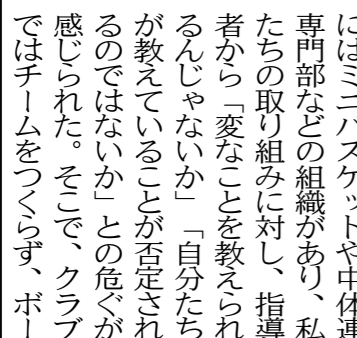 にはミニバスケットや中体連
専門部などの組織があり、私
たちの取り組みに対し、指導
者から「変なことを教えられ
るんじゃないか」「自分たち
が教えていることが否定され
るのではないか」との危ぐが
感じられた。そこで、クラブ
ではチームをつくらず、ボー